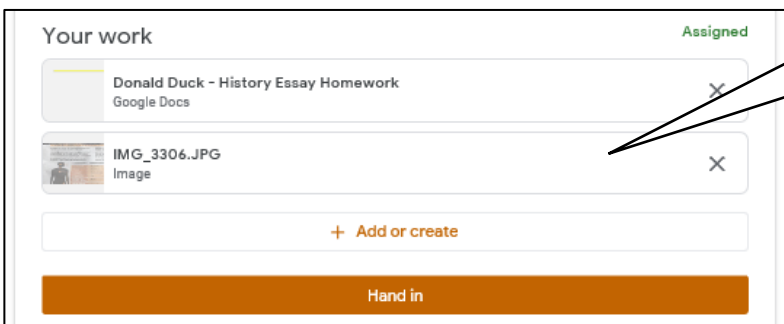 Your work
Assigned
Donald Duck - History Essay Homework
Google Docs
IMG_3306.JPG
Image
+ Add or create
Hand in